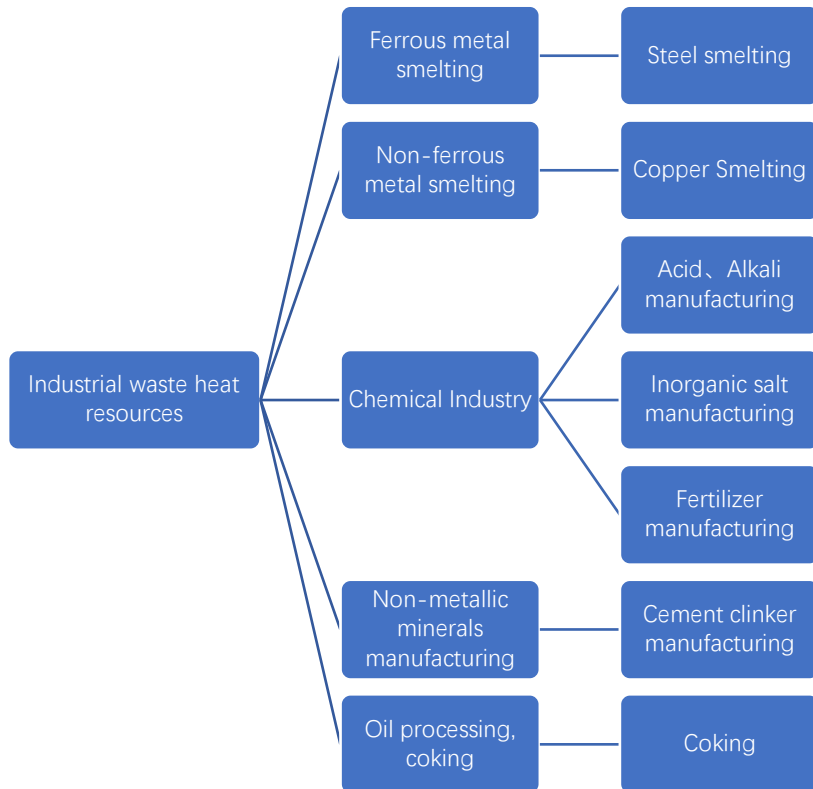 Ferrous metal
smelting
Steel smelting
Non-ferrous
metal smelting
Copper Smelting
Industrial waste heat
resources
Chemical Industry
Acid、Alkali
manufacturing
Inorganic salt
manufacturing
Fertilizer
manufacturing
Non-metallic
minerals
manufacturing
Cement clinker
manufacturing
Oil processing,
coking
Coking